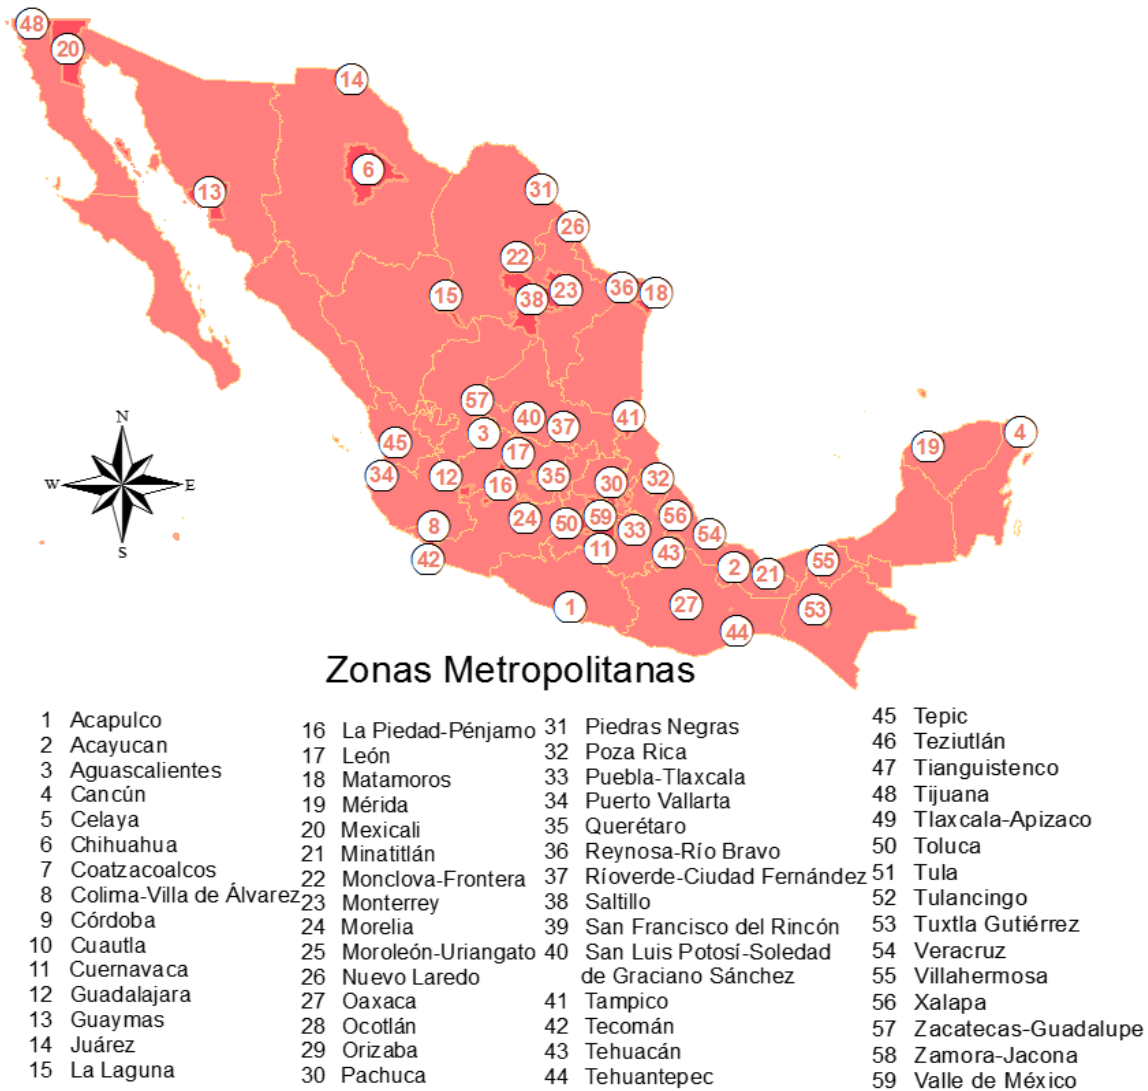 48
20
14
6
13
31
26
22
15
38
23
36
18
57
40
37
41
3
45
17
19
4
34
12
16
35
30
32
24
50
59
33
56
8
54
42
11
43
2
21
55
1
27
53
44
N
W
E
S
Zonas Metropolitanas
1 Acapulco
2 Acayucan
3 Aguascalientes
4 Cancún
5 Celaya
6 Chihuahua
7 Coatzacoalcos
8 Colima-Villa de Álvarez
9 Córdoba
10 Cuautla
11 Cuernavaca
12 Guadalajara
13 Guaymas
14 Juárez
15 La Laguna
16 La Piedad-Pénjamo
17 León
18 Matamoros
19 Mérida
20 Mexicali
21 Minatitlán
22 Monclova-Frontera
23 Monterrey
24 Morelia
25 Moroleón-Uriangato
26 Nuevo Laredo
27 Oaxaca
28 Ocotlán
29 Orizaba
30 Pachuca
31 Piedras Negras
32 Poza Rica
33 Puebla-Tlaxcala
34 Puerto Vallarta
35 Querétaro
36 Reynosa-Río Bravo
37 Ríoverde-Ciudad Fernández
38 Saltillo
39 San Francisco del Rincón
40 San Luis Potosí-Soledad
de Graciano Sánchez
41 Tampico
42 Tecomán
43 Tehuacán
44 Tehuantepec
45 Tepic
46 Teziutlán
47 Tianguistenco
48 Tijuana
49 Tlaxcala-Apizaco
50 Toluca
51 Tula
52 Tulancingo
53 Tuxtla Gutiérrez
54 Veracruz
55 Villahermosa
56 Xalapa
57 Zacatecas-Guadalupe
58 Zamora-Jacona
59 Valle de México